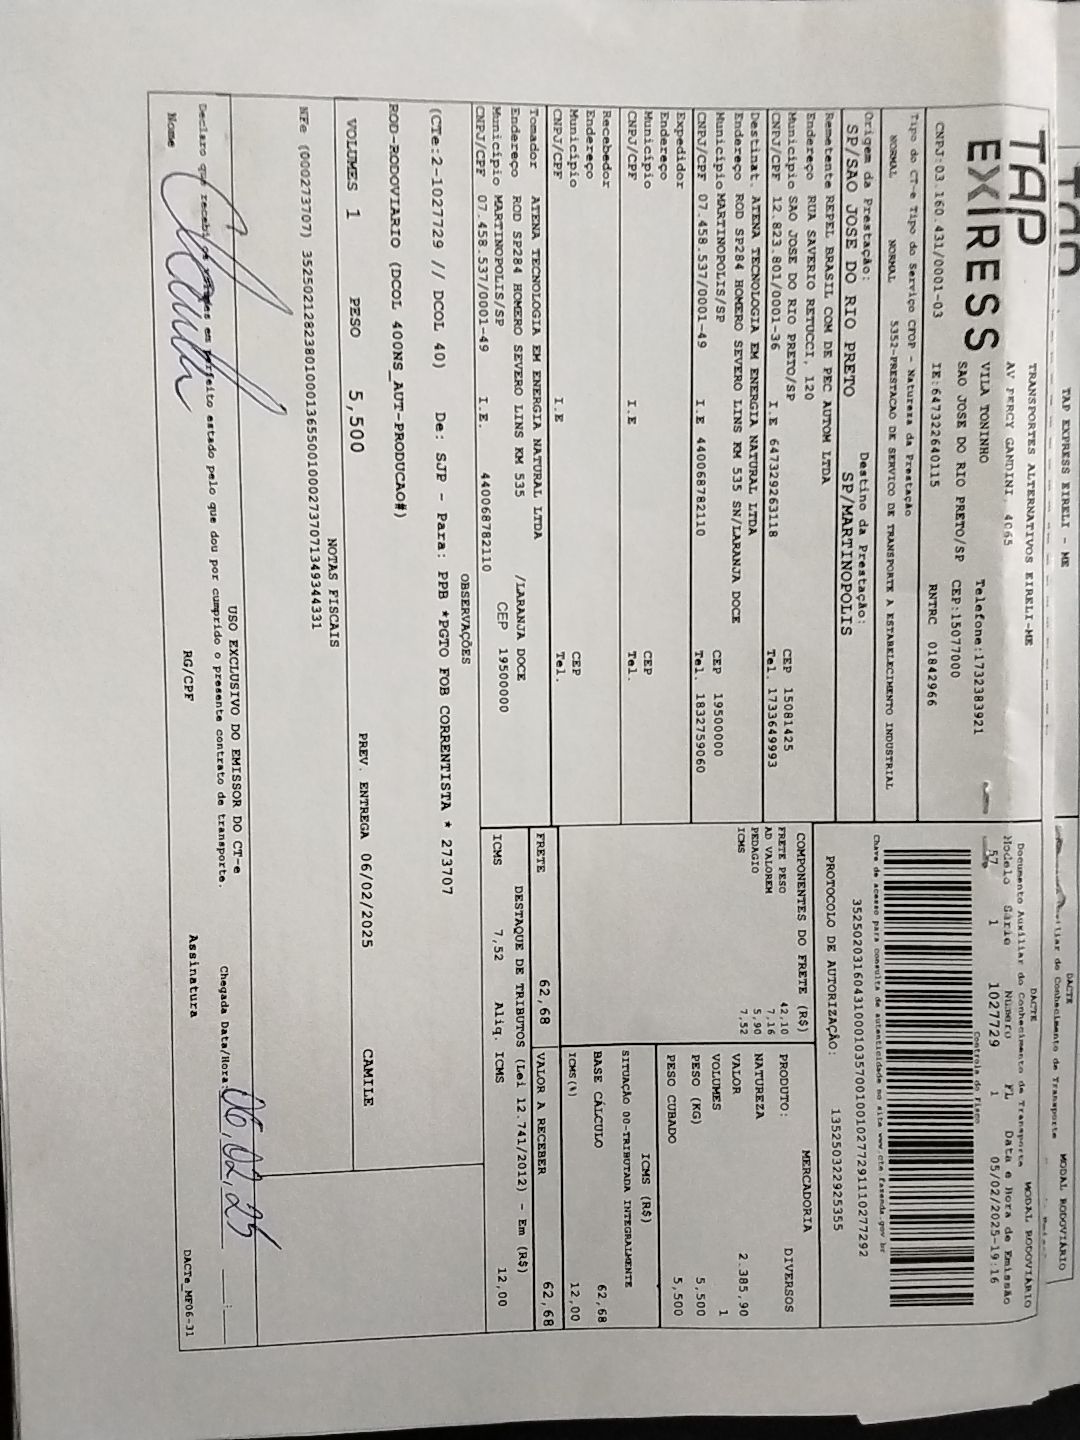 TAP EXPRESS EIRELI - ME
DACTE
MODAL RODOVIÁRIO
do Conhecimento de Transporte
TAP
EXPRESS
TRANSPORTES ALTERNATIVOS EIRELI-ME
AV PERCY GANDINI, 4065
VILA TONINHO Telefone:1732383921
SAO JOSE DO RIO PRETO/SP CEP:15077000
CNPJ:03.160.431/0001-03 IE:647322640115 RNTRC 01842966
DACTE MODAL RODOVIÁRIO
Documento Auxiliar do Conhecimento de Transporte
Modelo Série Número FL Data e Hora de Emissão
57 1 1027729 1 05/02/2025-19:16
Controle do Fisco
Chave de acesso para consulta de autenticidade no site www.cte.fazenda.gov.br
35250203160431000103570010010277291110277292
PROTOCOLO DE AUTORIZAÇÃO: 135250322925355
Tipo do CT-e Tipo do Serviço CFOP - Natureza da Prestação
NORMAL NORMAL 5352-PRESTACAO DE SERVICO DE TRANSPORTE A ESTABELECIMENTO INDUSTRIAL
Origem da Prestação: Destino da Prestação:
SP/SAO JOSE DO RIO PRETO SP/MARTINOPOLIS
Remetente REPEL BRASIL COM DE PEC AUTOM LTDA
Endereço RUA SAVERIO RETUCCI, 120
Município SAO JOSE DO RIO PRETO/SP CEP 15081425
CNPJ/CPF 12.823.801/0001-36 I.E 647329263118 Tel. 1733649993
Destinat. ATENA TECNOLOGIA EM ENERGIA NATURAL LTDA
Endereço ROD SP284 HOMERO SEVERO LINS KM 535 SN/LARANJA DOCE
Município MARTINOPOLIS/SP CEP 19500000
CNPJ/CPF 07.458.537/0001-49 I.E 440068782110 Tel. 1832759060
Expedidor
Endereço
Município CEP
CNPJ/CPF I.E Tel.
Recebedor
Endereço
Município CEP
CNPJ/CPF I.E Tel.
Tomador ATENA TECNOLOGIA EM ENERGIA NATURAL LTDA
Endereço ROD SP284 HOMERO SEVERO LINS KM 535 /LARANJA DOCE
Município MARTINOPOLIS/SP CEP 19500000
CNPJ/CPF 07.458.537/0001-49 I.E. 440068782110
COMPONENTES DO FRETE (R$)
FRETE PESO 42,10
AD VALOREM 7,16
PEDAGIO 5,90
ICMS 7,52
MERCADORIA
PRODUTO: DIVERSOS
NATUREZA
VALOR 2.385,90
VOLUMES 1
PESO (KG) 5,500
PESO CUBADO 5,500
ICMS (R$)
SITUAÇÃO 00-TRIBUTADA INTEGRALMENTE
BASE CÁLCULO 62,68
ICMS(%) 12,00
FRETE 62,68 VALOR A RECEBER 62,68
DESTAQUE DE TRIBUTOS (Lei 12.741/2012) - Em (R$)
ICMS 7,52 Aliq. ICMS 12,00
OBSERVAÇÕES
(CTe:2-1027729 // DCOL 40) De: SJP - Para: PPB *PGTO FOB CORRENTISTA * 273707
ROD-RODOVIARIO (DCOL 400NS_AUT-PRODUCAO#)
VOLUMES 1 PESO 5,500 PREV. ENTREGA 06/02/2025 CAMILE
NOTAS FISCAIS
NFe (000273707) 35250212823801000136550010002737071349344331
USO EXCLUSIVO DO EMISSOR DO CT-e
Declaro que recebi os volumes em perfeito estado pelo que dou por cumprido o presente contrato de transporte. Chegada Data/Hora: 06,02,25
Nome RG/CPF Assinatura
DACTe_MF06-31